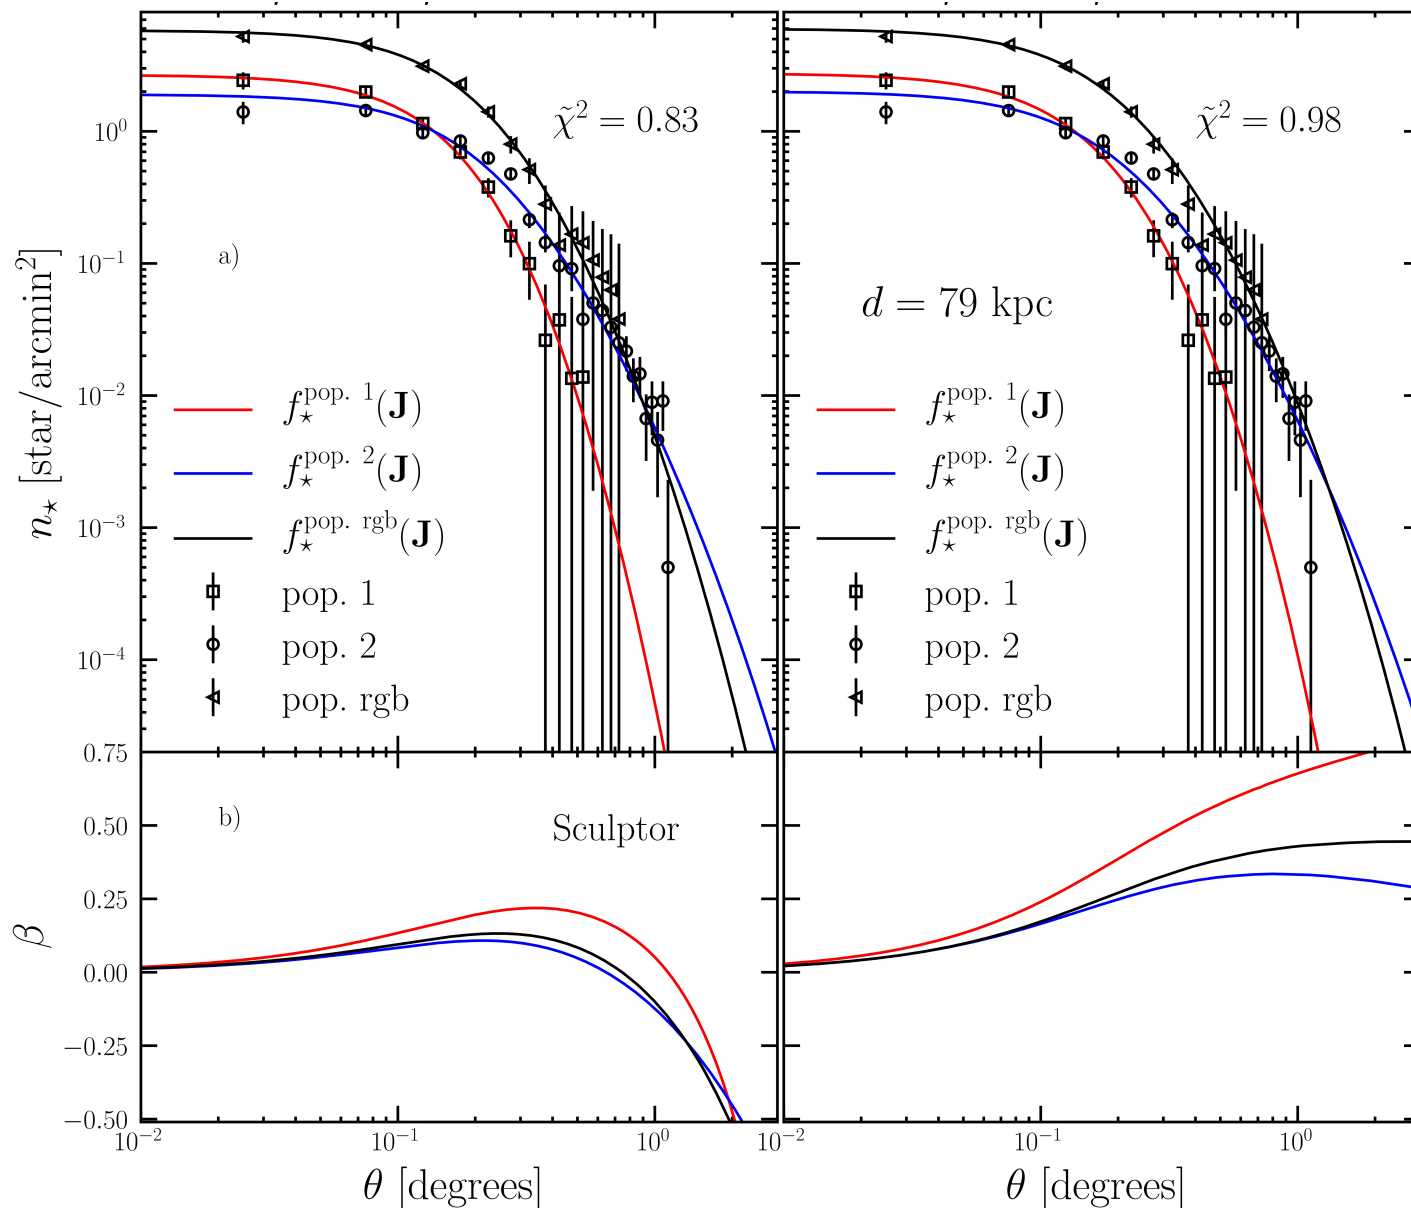 χ̃² = 0.83
χ̃² = 0.98
a)
d = 79 kpc
n⋆ [star/arcmin²]
10⁰
10⁻¹
10⁻²
10⁻³
10⁻⁴
f⋆^pop. 1(J)
f⋆^pop. 2(J)
f⋆^pop. rgb(J)
pop. 1
pop. 2
pop. rgb
f⋆^pop. 1(J)
f⋆^pop. 2(J)
f⋆^pop. rgb(J)
pop. 1
pop. 2
pop. rgb
b)
Sculptor
β
0.75
0.50
0.25
0.00
−0.25
−0.50
10⁻² 10⁻¹ 10⁰ 10⁻² 10⁻¹ 10⁰
θ [degrees]
θ [degrees]